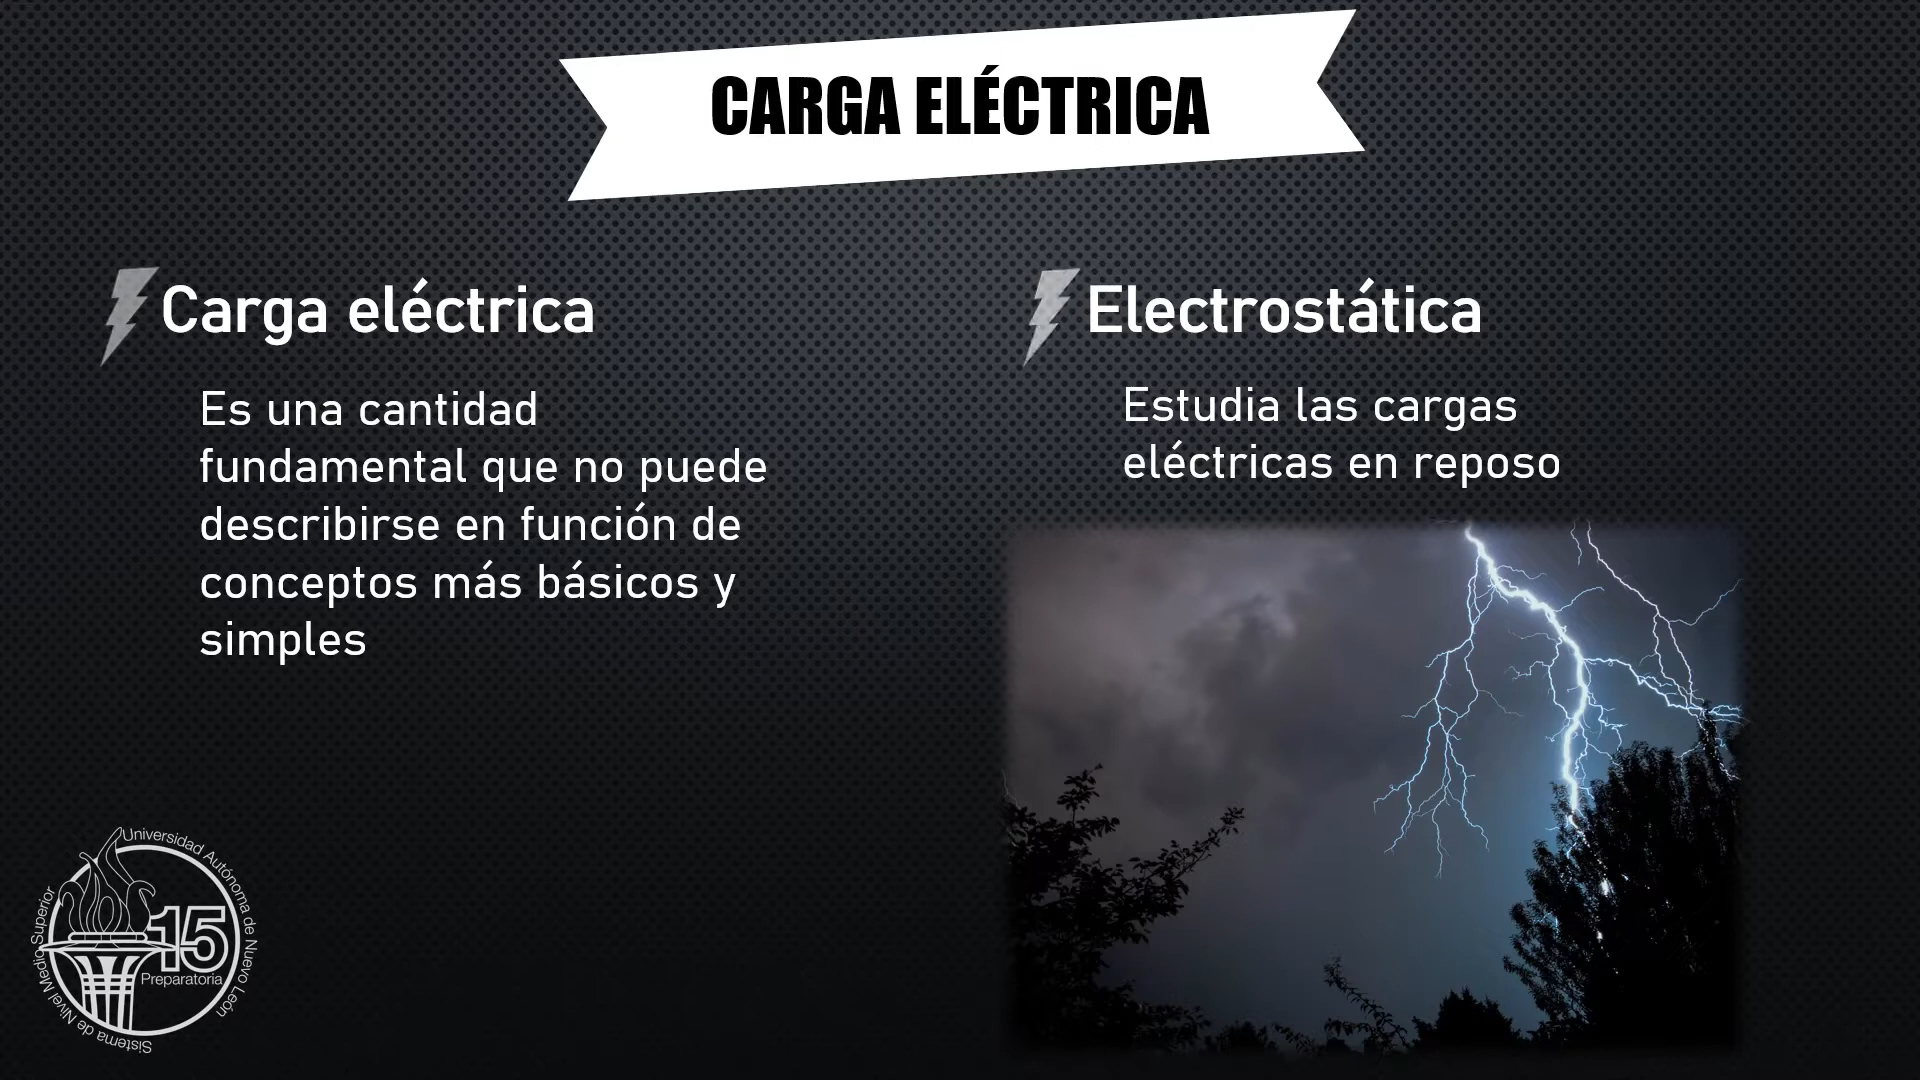 CARGA ELÉCTRICA
Carga eléctrica
Es una cantidad
fundamental que no puede
describirse en función de
conceptos más básicos y
simples
Electrostática
Estudia las cargas
eléctricas en reposo
Universidad Autónoma de Nuevo León
Sistema de Nivel Medio Superior
15
Preparatoria